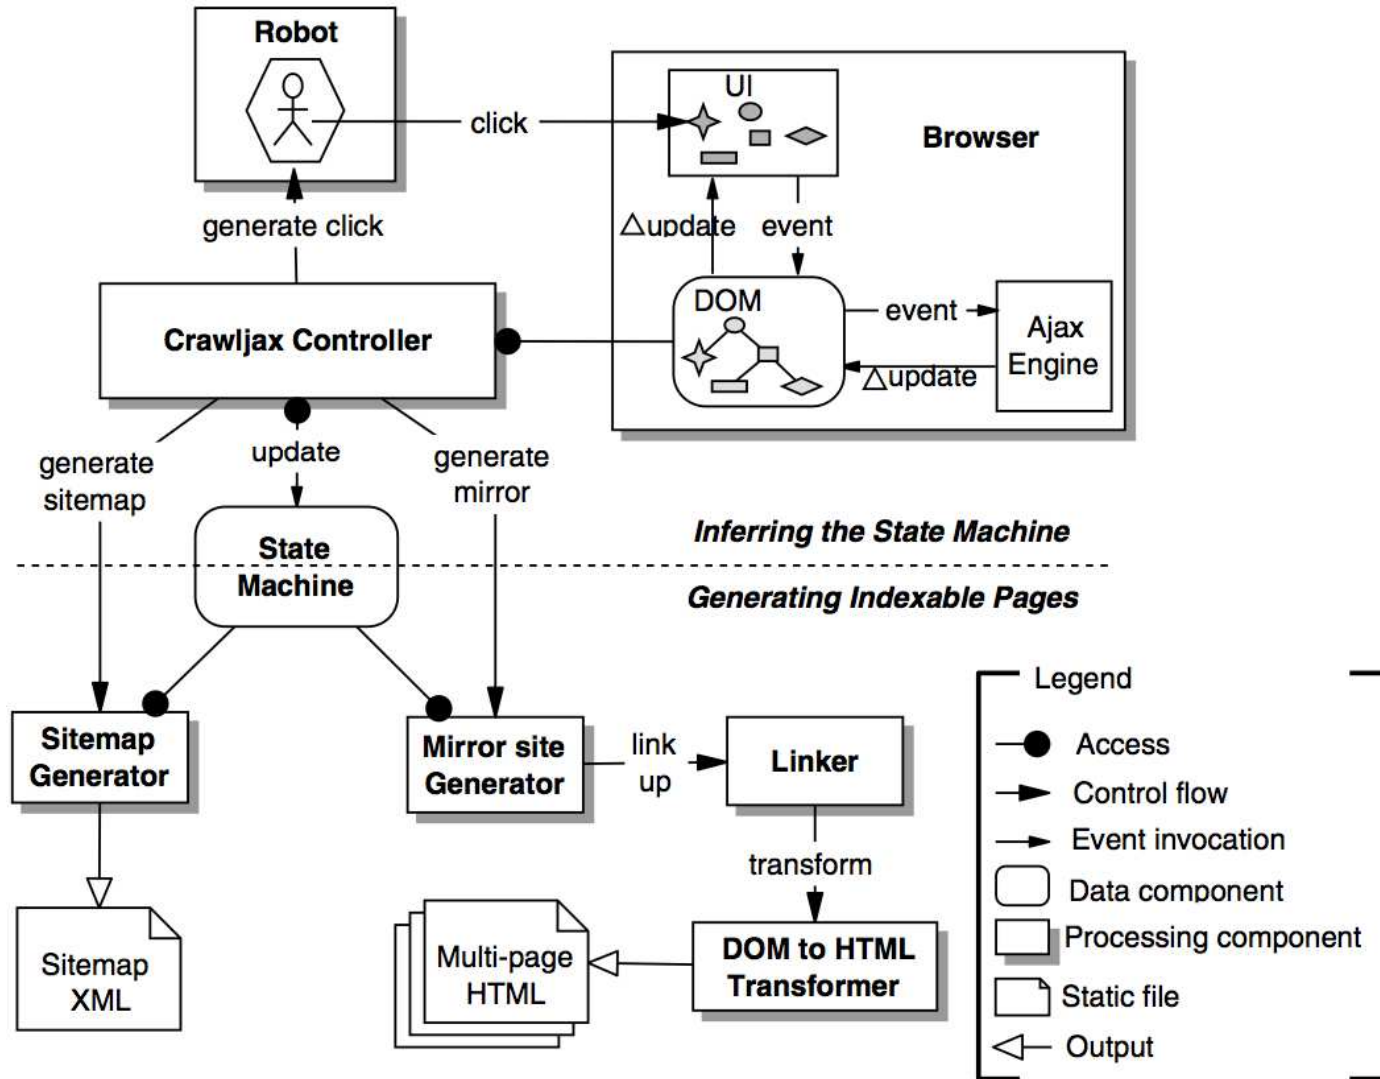 Robot
UI
click
Browser
generate click
△update
event
DOM
event
Crawljax Controller
Ajax
Engine
△update
generate
sitemap
update
generate
mirror
Inferring the State Machine
State
Machine
Generating Indexable Pages
Legend
Sitemap
Generator
Mirror site
Generator
link
up
Linker
Access
Control flow
Event invocation
transform
Data component
Processing component
Sitemap
XML
Multi-page
HTML
DOM to HTML
Transformer
Static file
Output